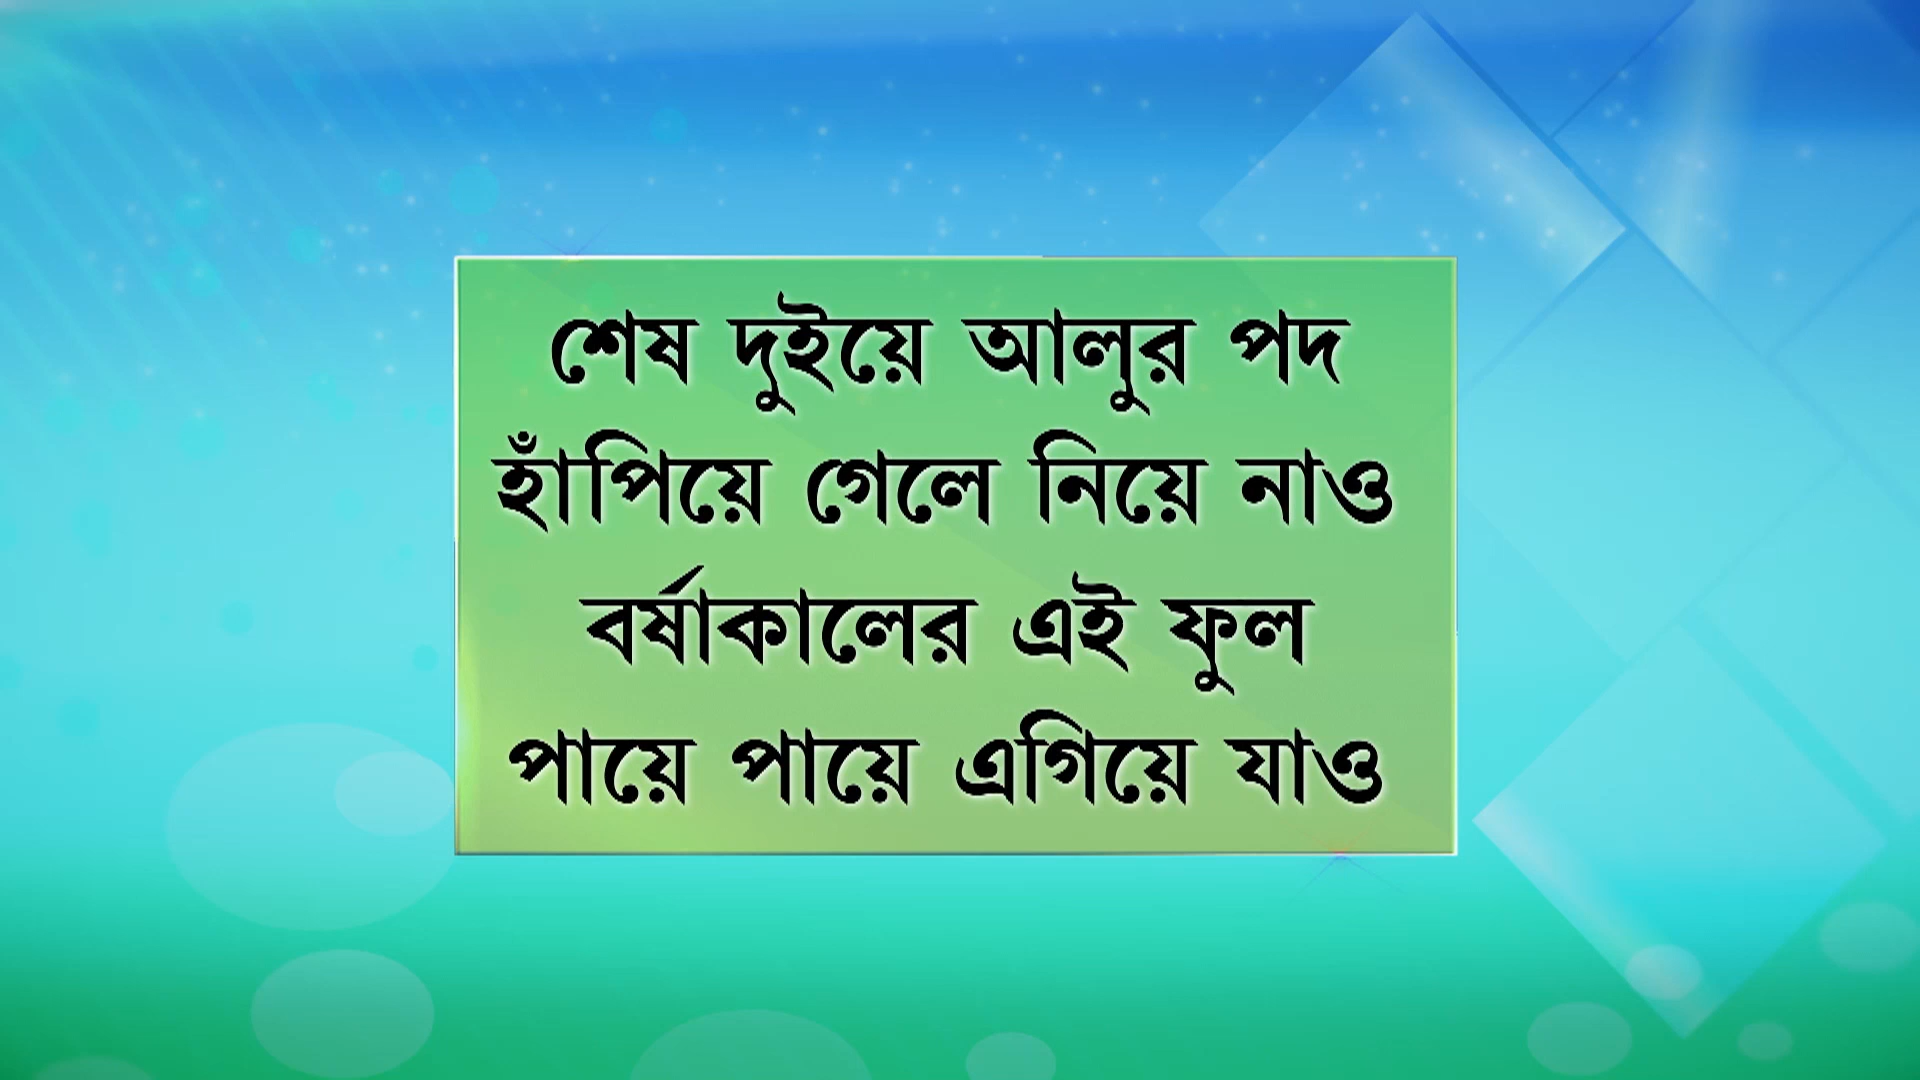 শেষ দুইয়ে আলুর পদ
হাঁপিয়ে গেলে নিয়ে নাও
বর্ষাকালের এই ফুল
পায়ে পায়ে এগিয়ে যাও